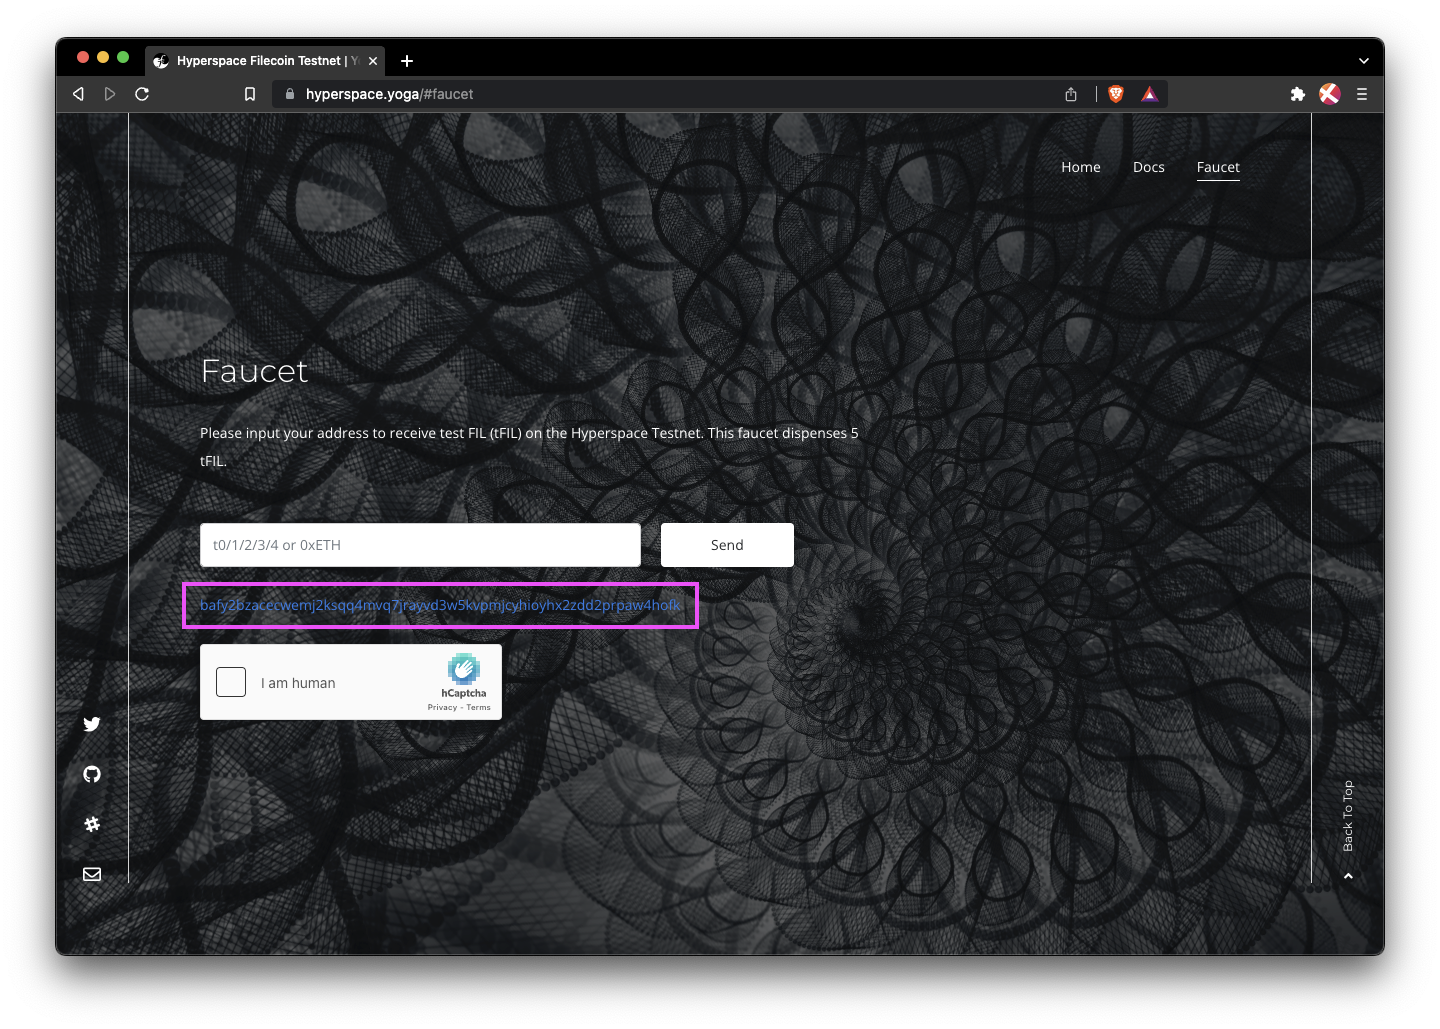 Hyperspace Filecoin Testnet | Y
hyperspace.yoga/#faucet
Home Docs Faucet
Faucet
Please input your address to receive test FIL (tFIL) on the Hyperspace Testnet. This faucet dispenses 5
tFIL.
t0/1/2/3/4 or 0xETH Send
bafy2bzacecwemj2ksqq4mvq7jrayvd3w5kvpmjcyhioyhx2zdd2prpaw4hofk
I am human
hCaptcha
Privacy - Terms
Back To Top